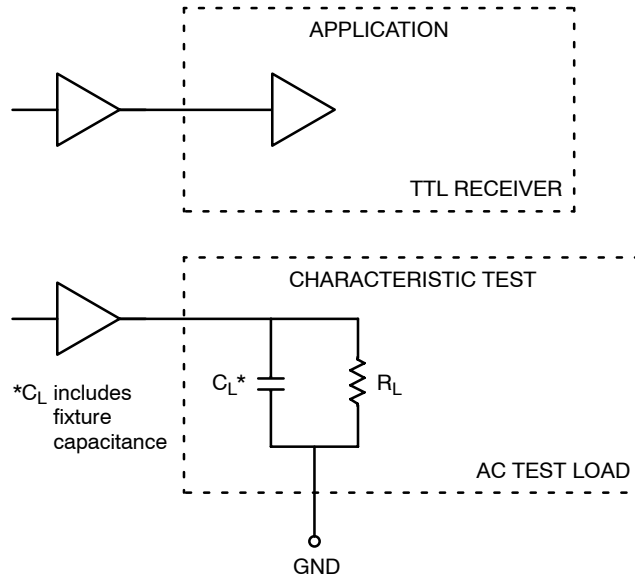 APPLICATION
TTL RECEIVER
CHARACTERISTIC TEST
*CL includes
fixture
capacitance
CL*
RL
AC TEST LOAD
GND